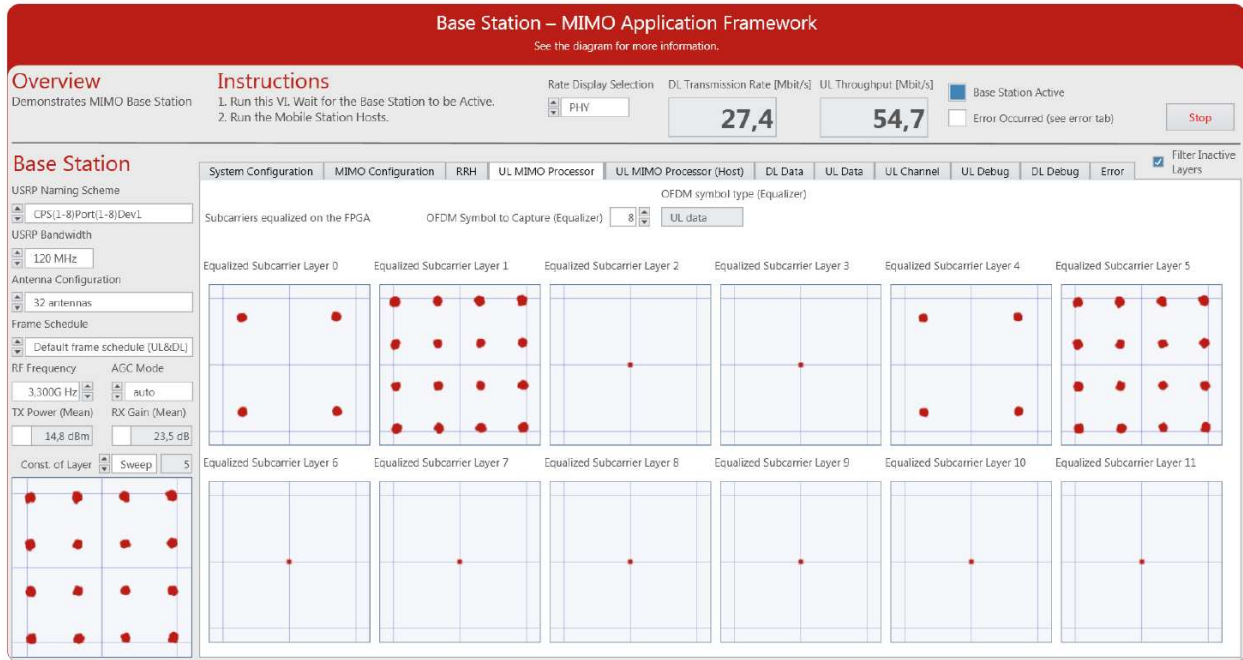 Base Station – MIMO Application Framework
See the diagram for more information.
Overview
Demonstrates MIMO Base Station
Instructions
1. Run this VI. Wait for the Base Station to be Active.
2. Run the Mobile Station Hosts.
Rate Display Selection
PHY
DL Transmission Rate [Mbit/s]
27,4
UL Throughput [Mbit/s]
54,7
Base Station Active
Error Occurred (see error tab)
Stop
Base Station
USRP Naming Scheme
CPS(1-8)Port(1-8)Dev1
USRP Bandwidth
120 MHz
Antenna Configuration
32 antennas
Frame Schedule
Default frame schedule (UL&DL)
RF Frequency
3,300G Hz
AGC Mode
auto
TX Power (Mean)
14,8 dBm
RX Gain (Mean)
23,5 dB
Const. of Layer
Sweep
5
System Configuration
MIMO Configuration
RRH
UL MIMO Processor
UL MIMO Processor (Host)
DL Data
UL Data
UL Channel
UL Debug
DL Debug
Error
Filter Inactive
Layers
Subcarriers equalized on the FPGA
OFDM Symbol to Capture (Equalizer)
8
OFDM symbol type (Equalizer)
UL data
Equalized Subcarrier Layer 0
Equalized Subcarrier Layer 1
Equalized Subcarrier Layer 2
Equalized Subcarrier Layer 3
Equalized Subcarrier Layer 4
Equalized Subcarrier Layer 5
Equalized Subcarrier Layer 6
Equalized Subcarrier Layer 7
Equalized Subcarrier Layer 8
Equalized Subcarrier Layer 9
Equalized Subcarrier Layer 10
Equalized Subcarrier Layer 11